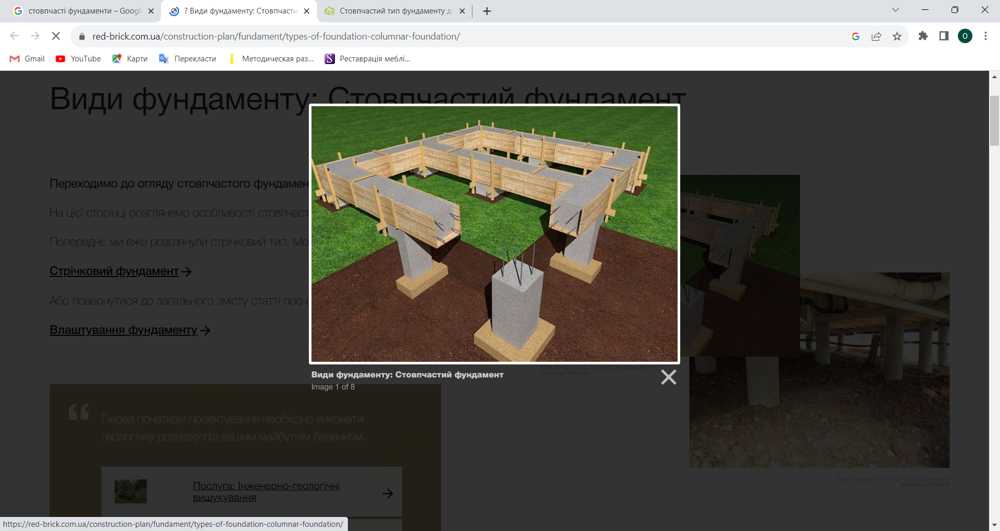 стовпчасті фундаменти – Googl
? Види фундаменту: Стовпчасти
Стовпчастий тип фундаменту д
red-brick.com.ua/construction-plan/fundament/types-of-foundation-columnar-foundation/
O
Gmail
YouTube
Карти
Перекласти
Методическая раз...
Реставрація меблі...
Види фундаменту: Стовпчастий фундамент
Переходимо до огляду стовпчастого фундамен
На цієї сторінці розглянемо особливості стовпчаст
Попереднє ми вже розглянули стрічковий тип. Мо
Стрічковий фундамент
Або повернутися до загального змісту статті про
Влаштування фундаменту
.
Види фундаменту: Стовпчастий фундамент
Image 1 of 8
Види фундаменту: Стовпчастий фундамент
(джерело: Pinterest)
“
Перед початком проектування необхідно виконати
геологічну розвідку під вашим майбутнім будинком.
Послуга: Інженерно-геологічні
вишукування
Види фундаменту: Стовпчастий фундамент
(джерело: Pinterest)
https://red-brick.com.ua/construction-plan/fundament/types-of-foundation-columnar-foundation/